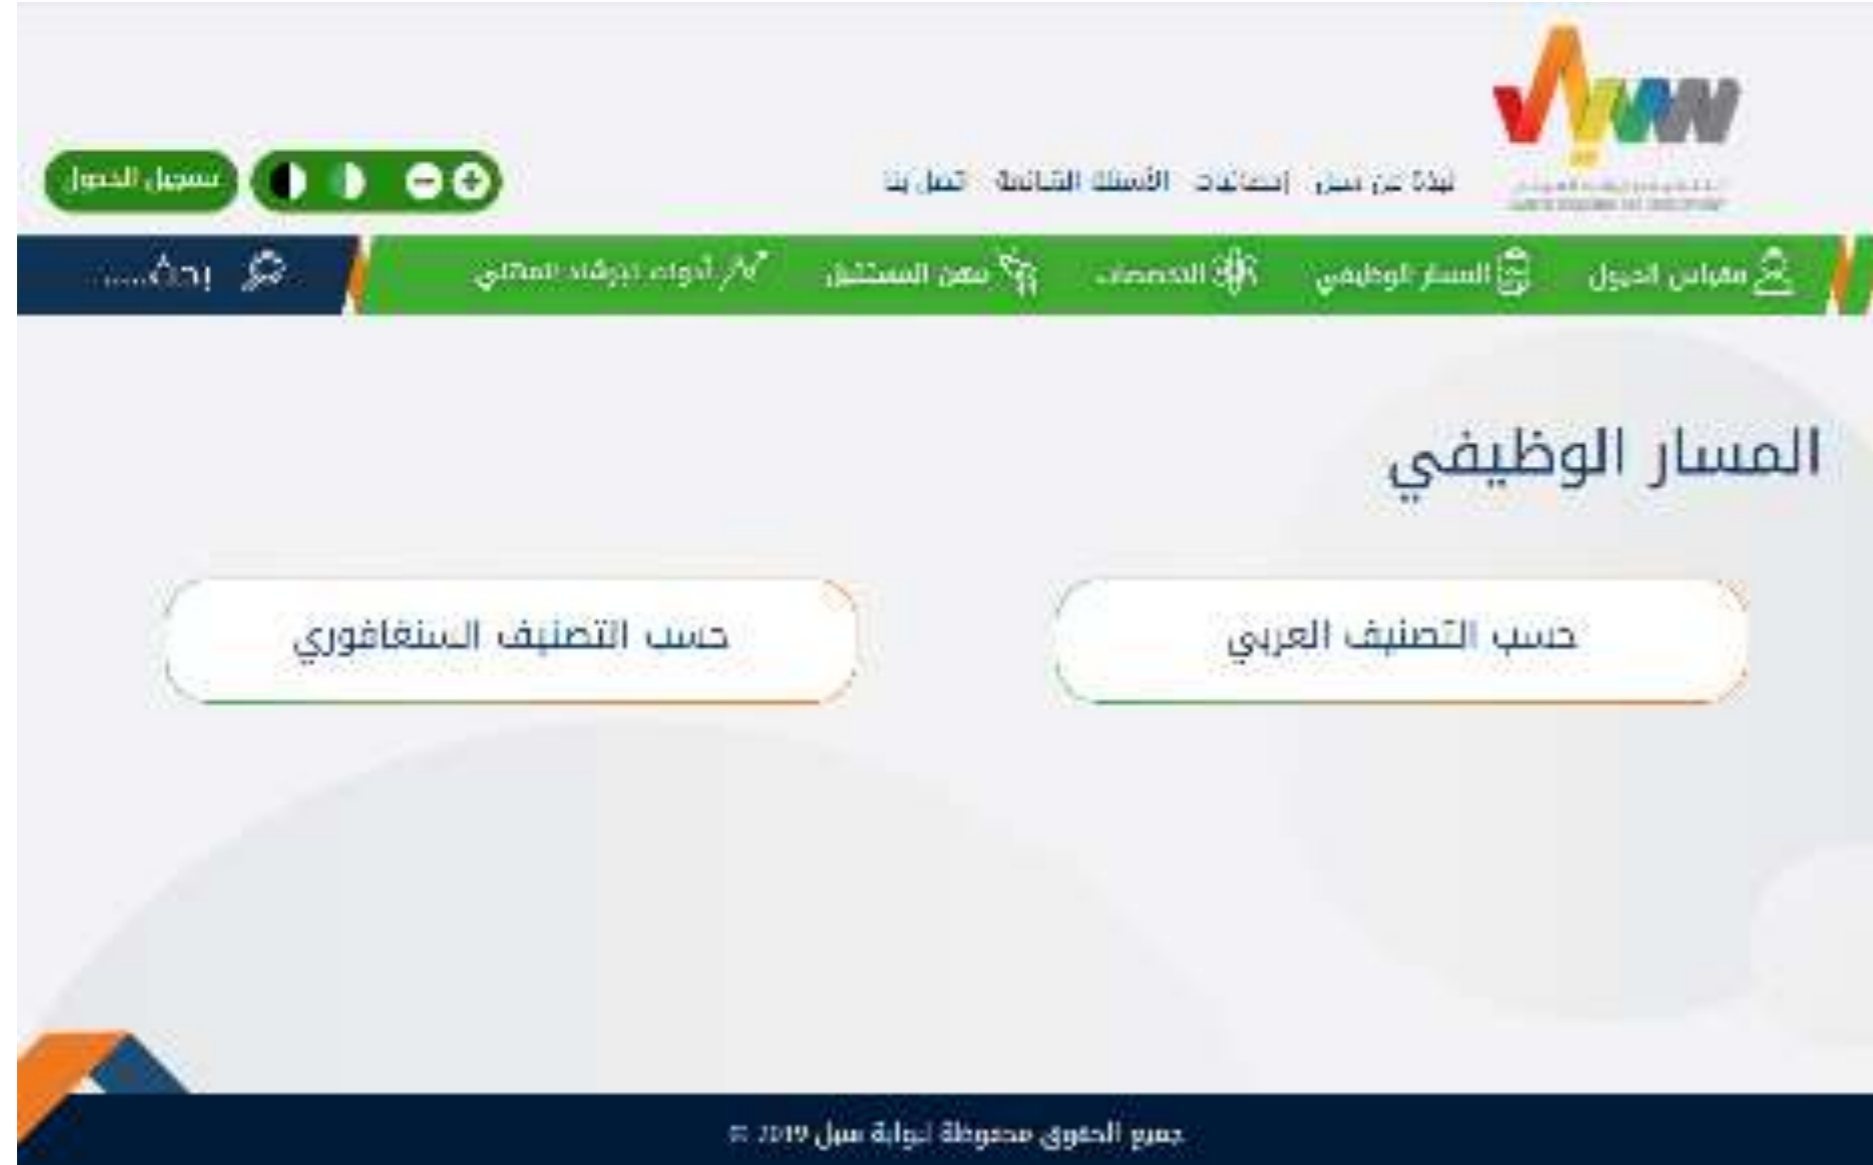 نبذة عن سبل إحصائيات الأسئلة الشائعة اتصل بنا
تسجيل الدخول
مقياس الميول المسار الوظيفي التخصصات مهن المستقبل أدوات الإرشاد المهني بحث......
المسار الوظيفي
حسب التصنيف العربي
حسب التصنيف السنغافوري
جميع الحقوق محفوظة لبوابة سبل 2019 ©